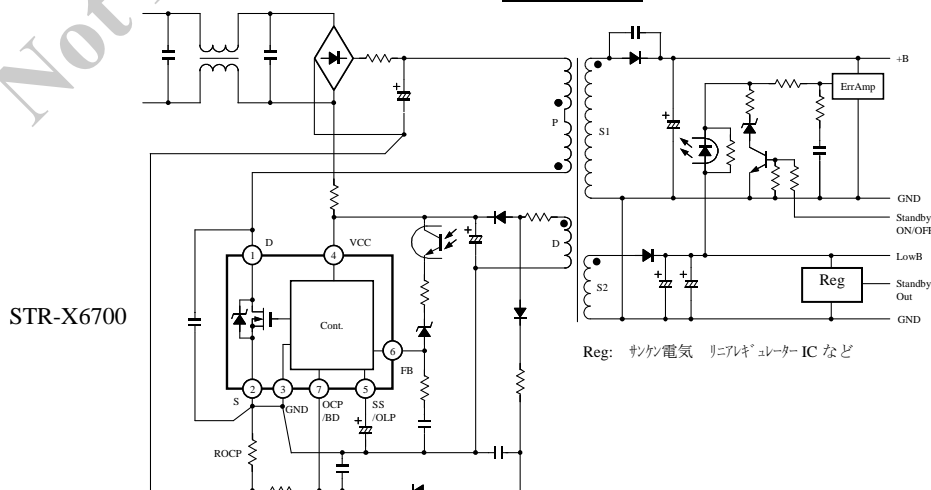 Not
+B
ErrAmp
P
S1
GND
Standby
ON/OFF
D
VCC
D
1
4
LowB
S2
Reg
Standby
Out
STR-X6700
Cont.
GND
6
FB
Reg: サンケン電気 リニアレギュレーター IC など
2
3
7
5
S
GND
OCP
/BD
SS
/OLP
ROCP